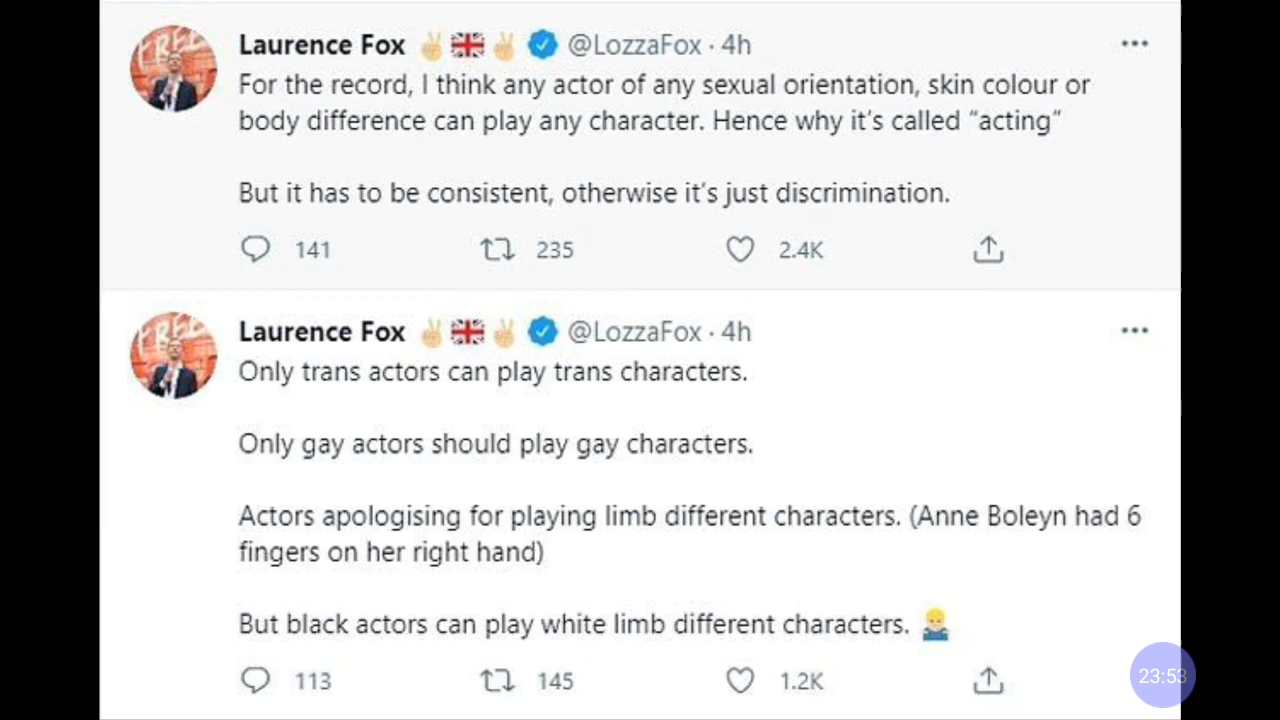 Laurence Fox ✌🏻🇬🇧✌🏻 @LozzaFox · 4h
For the record, I think any actor of any sexual orientation, skin colour or
body difference can play any character. Hence why it’s called “acting”
But it has to be consistent, otherwise it’s just discrimination.
141 235 2.4K
Laurence Fox ✌🏻🇬🇧✌🏻 @LozzaFox · 4h
Only trans actors can play trans characters.
Only gay actors should play gay characters.
Actors apologising for playing limb different characters. (Anne Boleyn had 6
fingers on her right hand)
But black actors can play white limb different characters. 🤷🏼‍♂️
113 145 1.2K
23:53
FREE
FREE